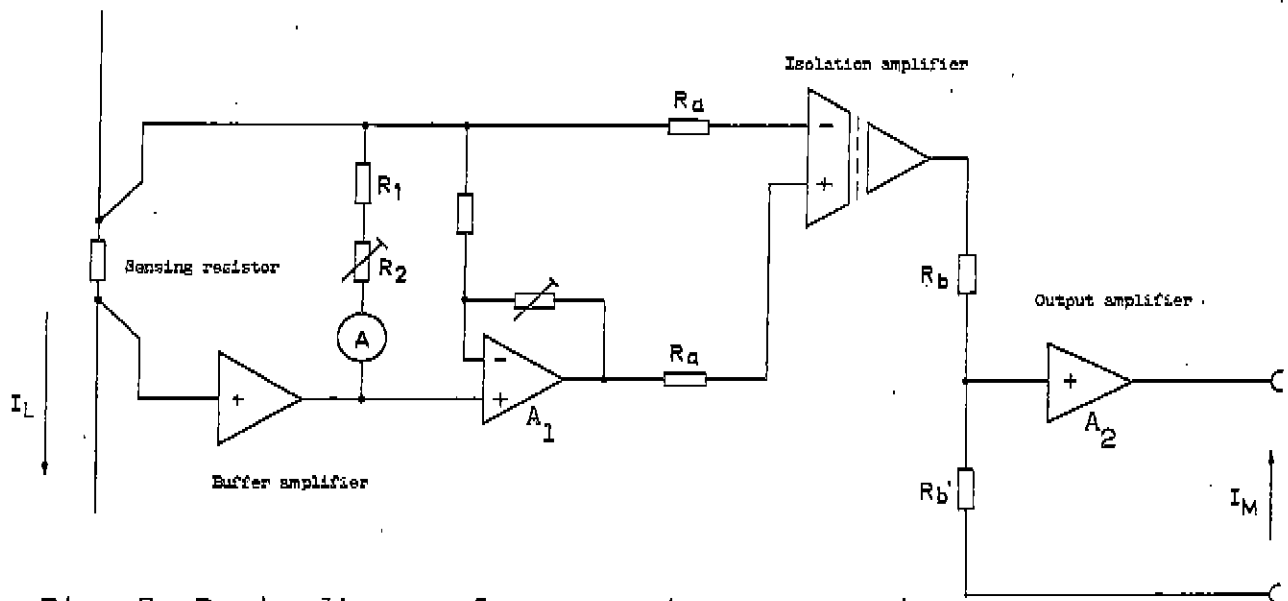 Isolation amplifier
Ra
R1
Sensing resistor
R2
Rb
Output amplifier
A
Ra
IL
A1
A2
Buffer amplifier
Rb'
IM